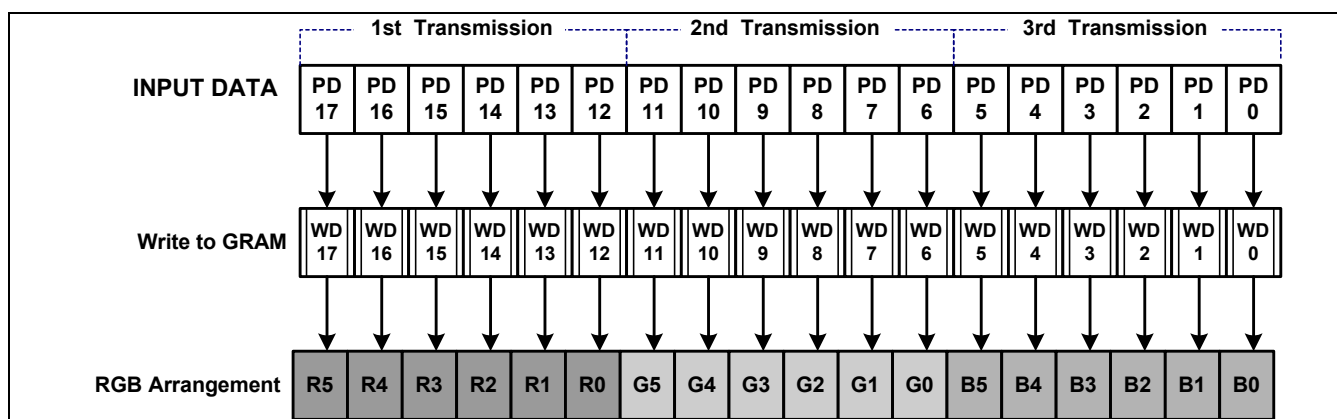 1st Transmission 2nd Transmission 3rd Transmission
INPUT DATA PD 17 PD 16 PD 15 PD 14 PD 13 PD 12 PD 11 PD 10 PD 9 PD 8 PD 7 PD 6 PD 5 PD 4 PD 3 PD 2 PD 1 PD 0
Write to GRAM WD 17 WD 16 WD 15 WD 14 WD 13 WD 12 WD 11 WD 10 WD 9 WD 8 WD 7 WD 6 WD 5 WD 4 WD 3 WD 2 WD 1 WD 0
RGB Arrangement R5 R4 R3 R2 R1 R0 G5 G4 G3 G2 G1 G0 B5 B4 B3 B2 B1 B0